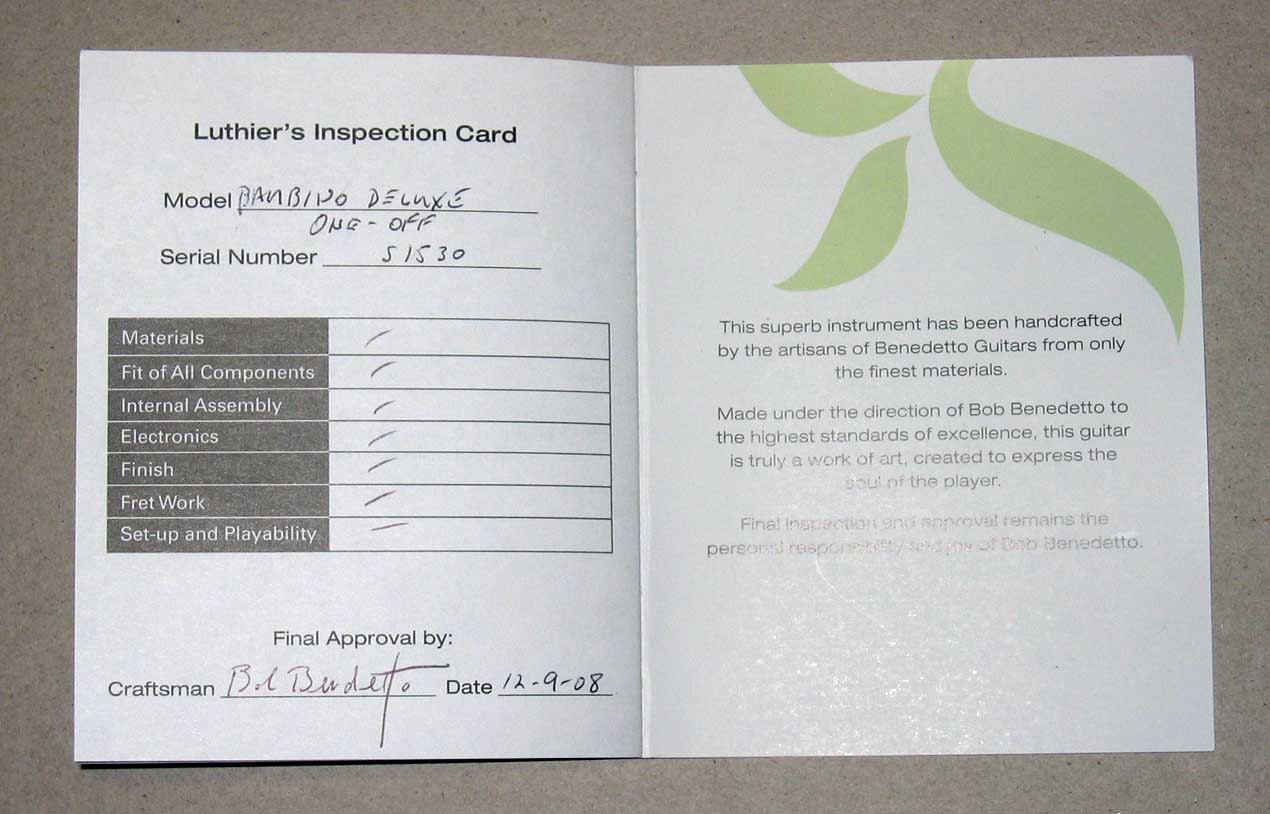 Luthier's Inspection Card
Model BAMBINO DELUXE
ONE-OFF
Serial Number S1530
Materials
Fit of All Components
Internal Assembly
Electronics
Finish
Fret Work
Set-up and Playability
Final Approval by:
Craftsman Bob Benedetto Date 12-9-08
This superb instrument has been handcrafted
by the artisans of Benedetto Guitars from only
the finest materials.
Made under the direction of Bob Benedetto to
the highest standards of excellence, this guitar
is truly a work of art, created to express the
soul of the player.
Final inspection and approval remains the
personal responsibility and joy of Bob Benedetto.